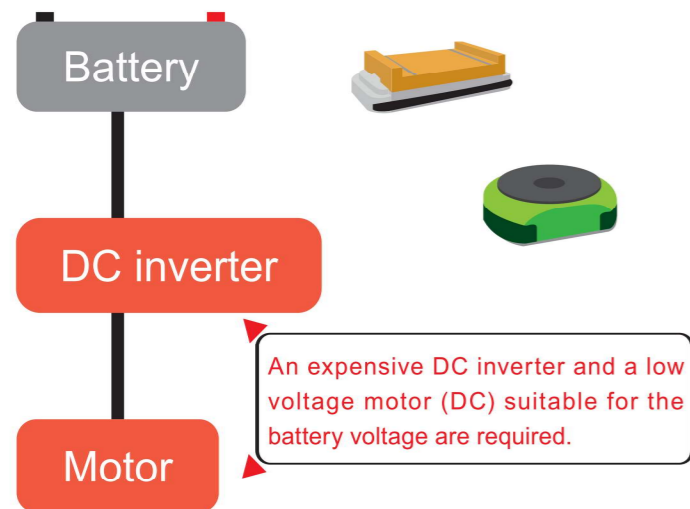 Battery
DC inverter
An expensive DC inverter and a low
voltage motor (DC) suitable for the
battery voltage are required.
Motor